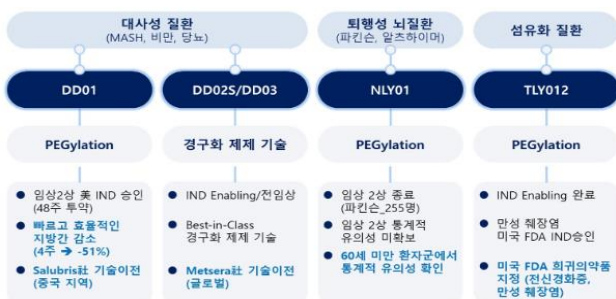 대사성 질환
(MASH, 비만, 당뇨)
퇴행성 뇌질환
(파킨슨, 알츠하이머)
섬유화 질환
DD01
DD02S/DD03
NLY01
TLY012
PEGylation
경구화 제제 기술
PEGylation
PEGylation
임상2상 美 IND 승인
(48주 투약)
빠르고 효율적인
지방간 감소
(4주 → -51%)
Salubris社 기술이전
(중국 지역)
IND Enabling/전임상
Best-in-Class
경구화 제제 기술
Metsera社 기술이전
(글로벌)
임상 2상 종료
(파킨슨_255명)
임상 2상 통계적
유의성 미확보
60세 미만 환자군에서
통계적 유의성 확인
IND Enabling 완료
만성 췌장염
미국 FDA IND승인
미국 FDA 희귀의약품
지정 (전신경화증,
만성 췌장염)